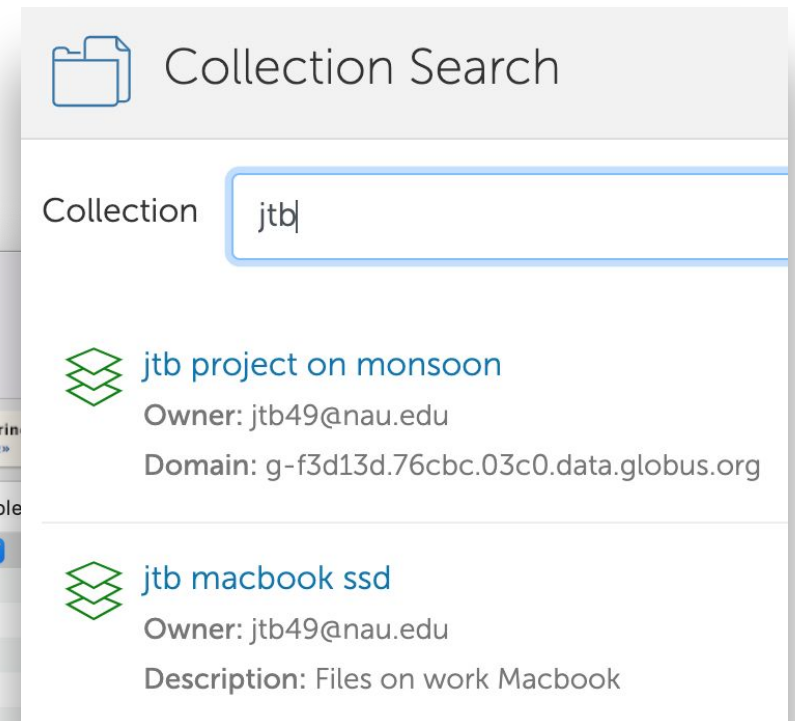 Collection Search
Collection jtb
jtb project on monsoon
Owner: jtb49@nau.edu
Domain: g-f3d13d.76cbc.03c0.data.globus.org
jtb macbook ssd
Owner: jtb49@nau.edu
Description: Files on work Macbook